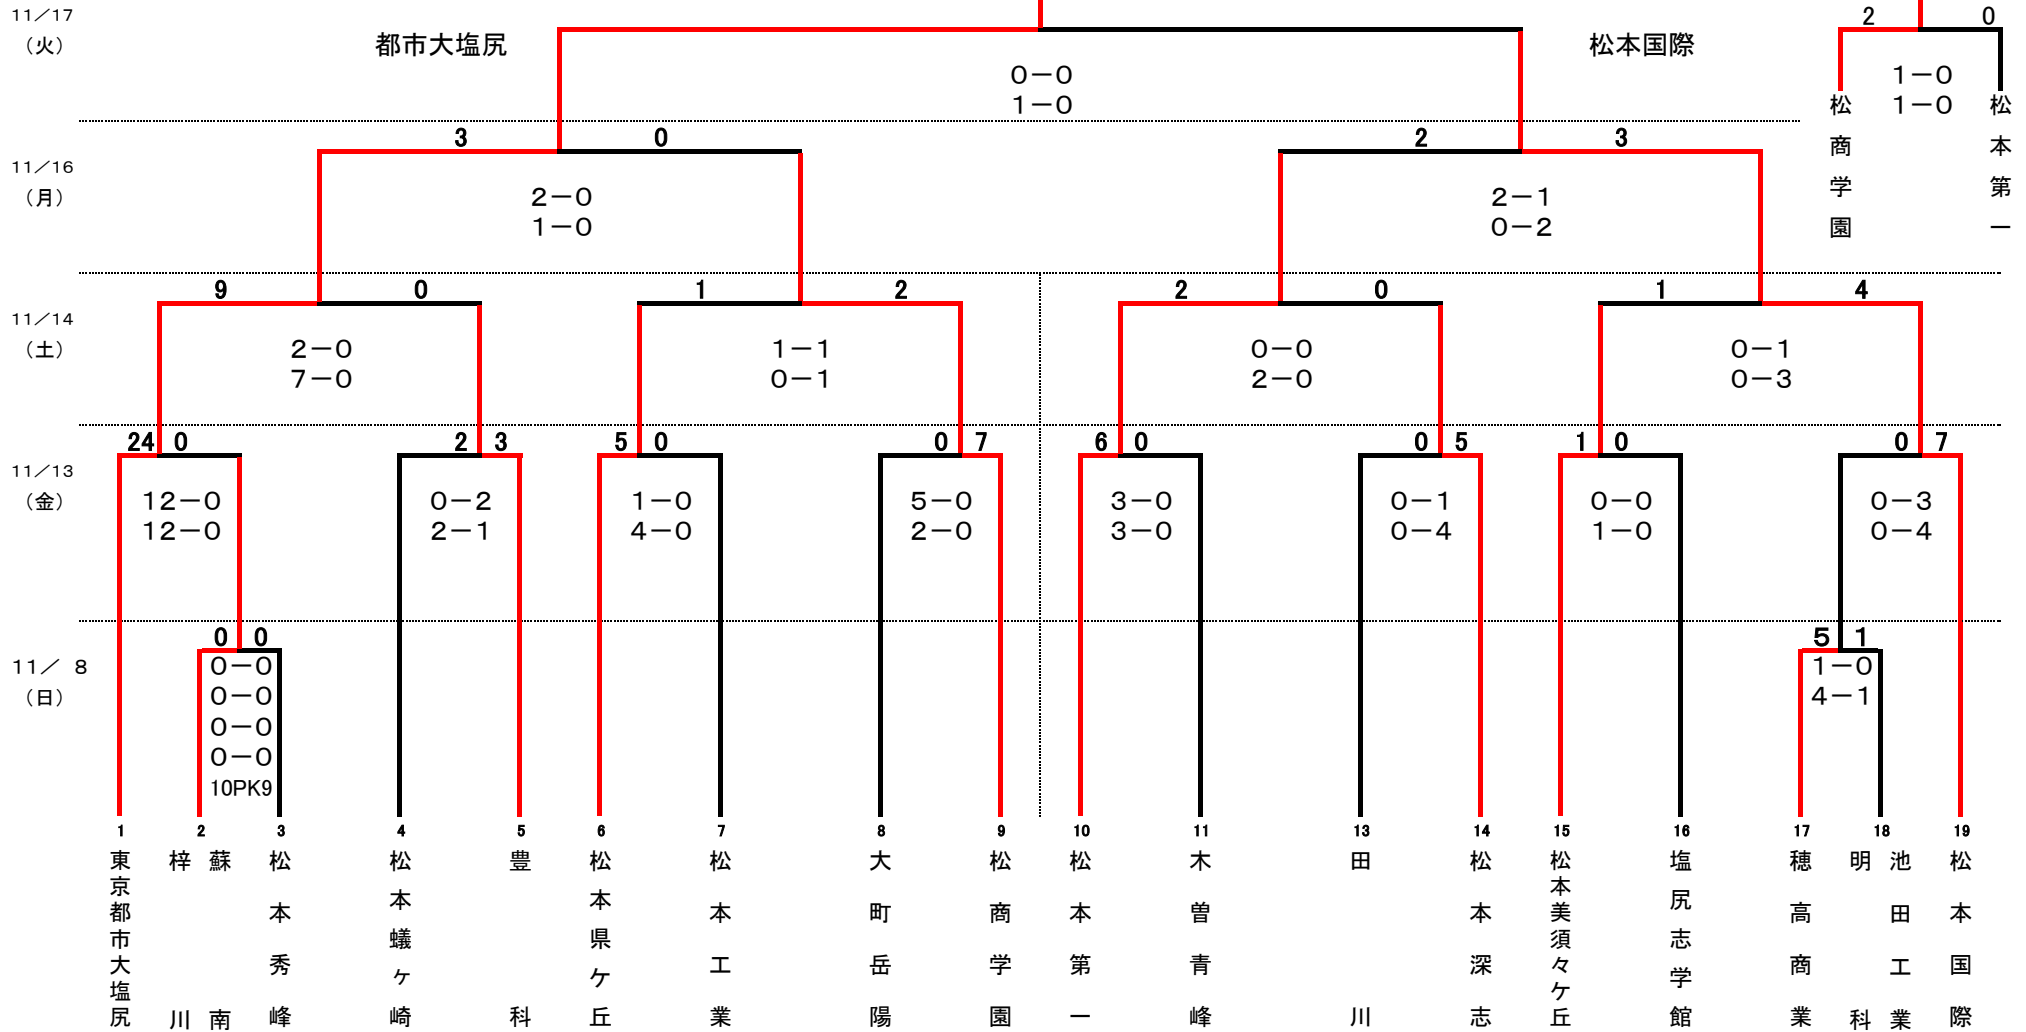 11／17
（火）
都市大塩尻
松本国際
2 0
0－0
1－0
1－0
1－0
松商学園
松本第一
3 0
2 3
11／16
（月）
2－0
1－0
2－1
0－2
9 0
1 2
2 0
1 4
11／14
（土）
2－0
7－0
1－1
0－1
0－0
2－0
0－1
0－3
24 0
2 3
5 0
0 7
6 0
0 5
1 0
0 7
11／13
（金）
12－0
12－0
0－2
2－1
1－0
4－0
5－0
2－0
3－0
3－0
0－1
0－4
0－0
1－0
0－3
0－4
0 0
5 1
11／ 8
（日）
0－0
0－0
0－0
0－0
10PK9
1－0
4－1
1 2 3 4 5 6 7 8 9 10 11 13 14 15 16 17 18 19
東京都市大塩尻
梓川
蘇南
松本秀峰
松本蟻ヶ崎
豊科
松本県ケ丘
松本工業
大町岳陽
松商学園
松本第一
木曽青峰
田川
松本深志
松本美須々ケ丘
塩尻志学館
穂高商業
明科
池田工業
松本国際